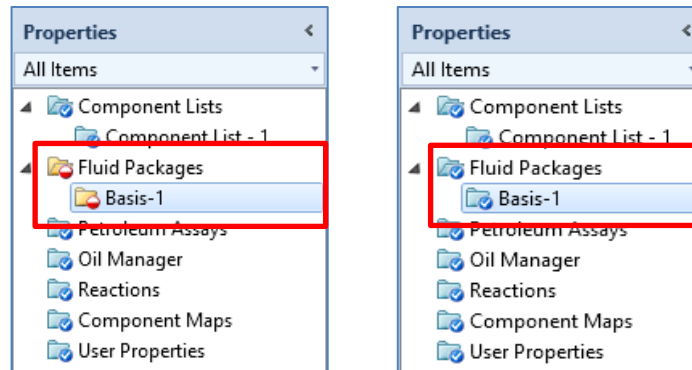 Properties
All Items
Component Lists
Component List - 1
Fluid Packages
Basis-1
Petroleum Assays
Oil Manager
Reactions
Component Maps
User Properties
Properties
All Items
Component Lists
Component List - 1
Fluid Packages
Basis-1
Petroleum Assays
Oil Manager
Reactions
Component Maps
User Properties